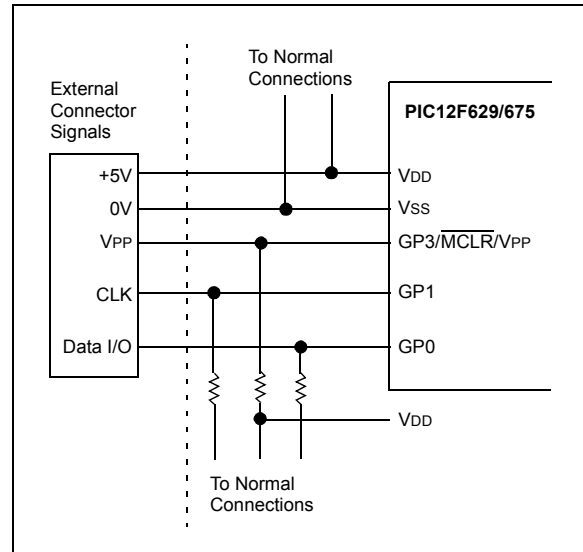 To Normal
Connections
External
Connector
Signals
PIC12F629/675
+5V
VDD
0V
VSS
VPP
GP3/MCLR/VPP
CLK
GP1
Data I/O
GP0
VDD
To Normal
Connections